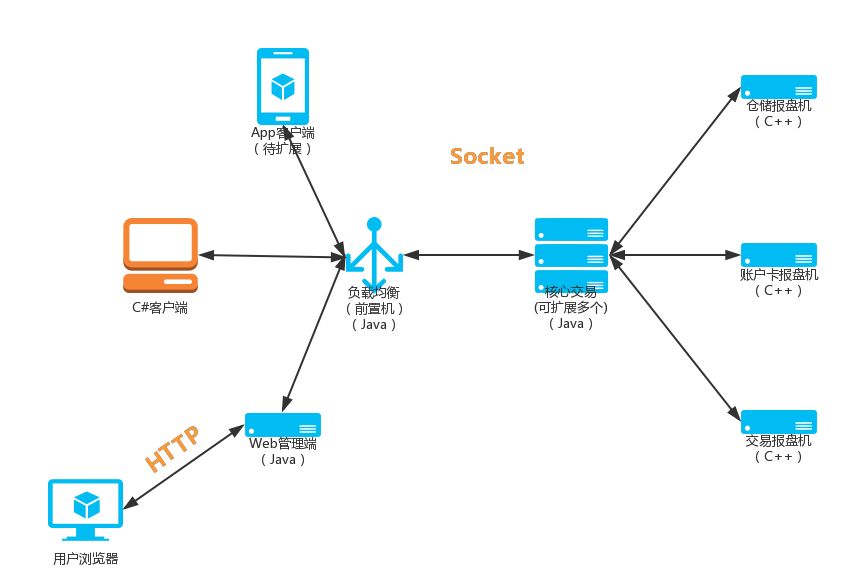 App客户端
（待扩展）
Socket
仓储报盘机
（C++）
C#客户端
负载均衡
（前置机）
（Java）
核心交易
(可扩展多个)
（Java）
账户卡报盘机
（C++）
HTTP
Web管理端
（Java）
交易报盘机
（C++）
用户浏览器